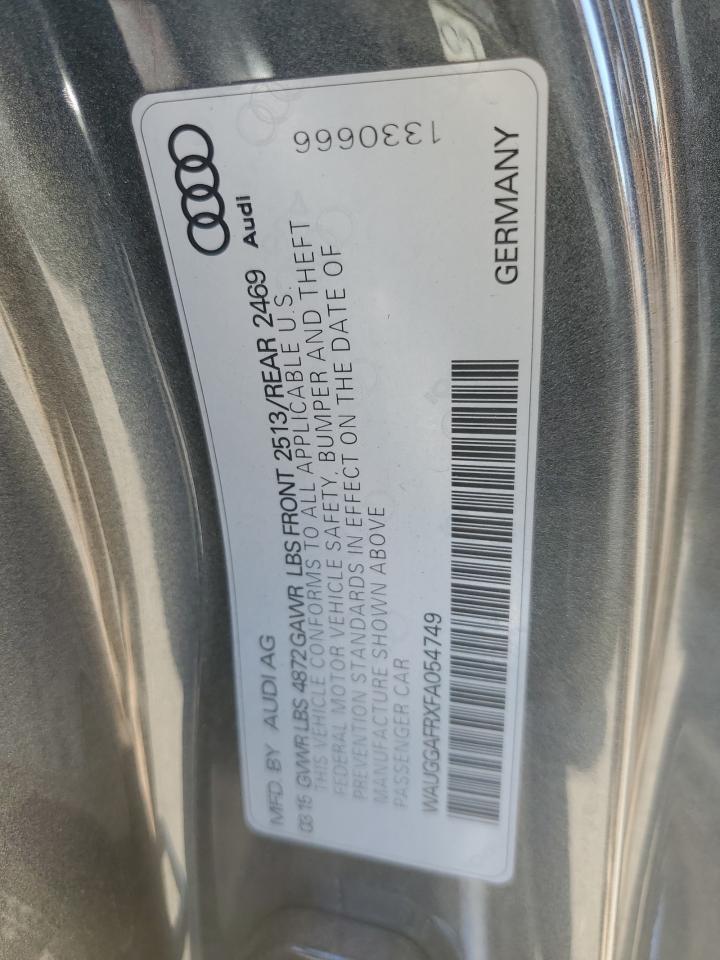 MFD. BY AUDI AG
03 15 GVWR LBS 4872 GAWR LBS FRONT 2513/REAR 2469
THIS VEHICLE CONFORMS TO ALL APPLICABLE U.S.
FEDERAL MOTOR VEHICLE SAFETY, BUMPER AND THEFT
PREVENTION STANDARDS IN EFFECT ON THE DATE OF
MANUFACTURE SHOWN ABOVE
PASSENGER CAR
WAUGGAFRXFA054749
Audi
1330666
GERMANY